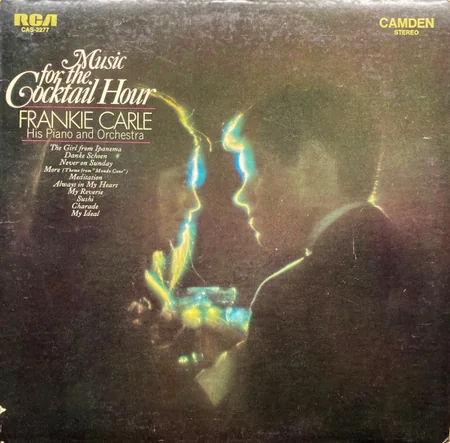 RCA
CAS-2277
CAMDEN
STEREO
Music
for the
Cocktail Hour
FRANKIE CARLE
His Piano and Orchestra
The Girl from Ipanema
Danke Schoen
Never on Sunday
More (Theme from "Mondo Cane")
Meditation
Always in My Hears
My Reverie
Sushi
Charade
My Ideal